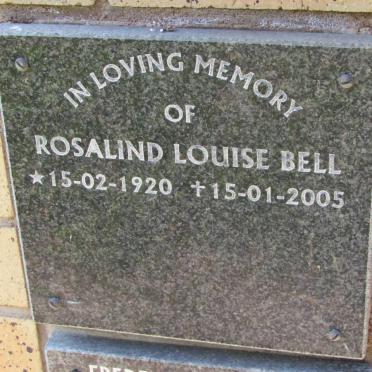 IN LOVING MEMORY
OF
ROSALIND LOUISE BELL
★15-02-1920 ✝15-01-2005